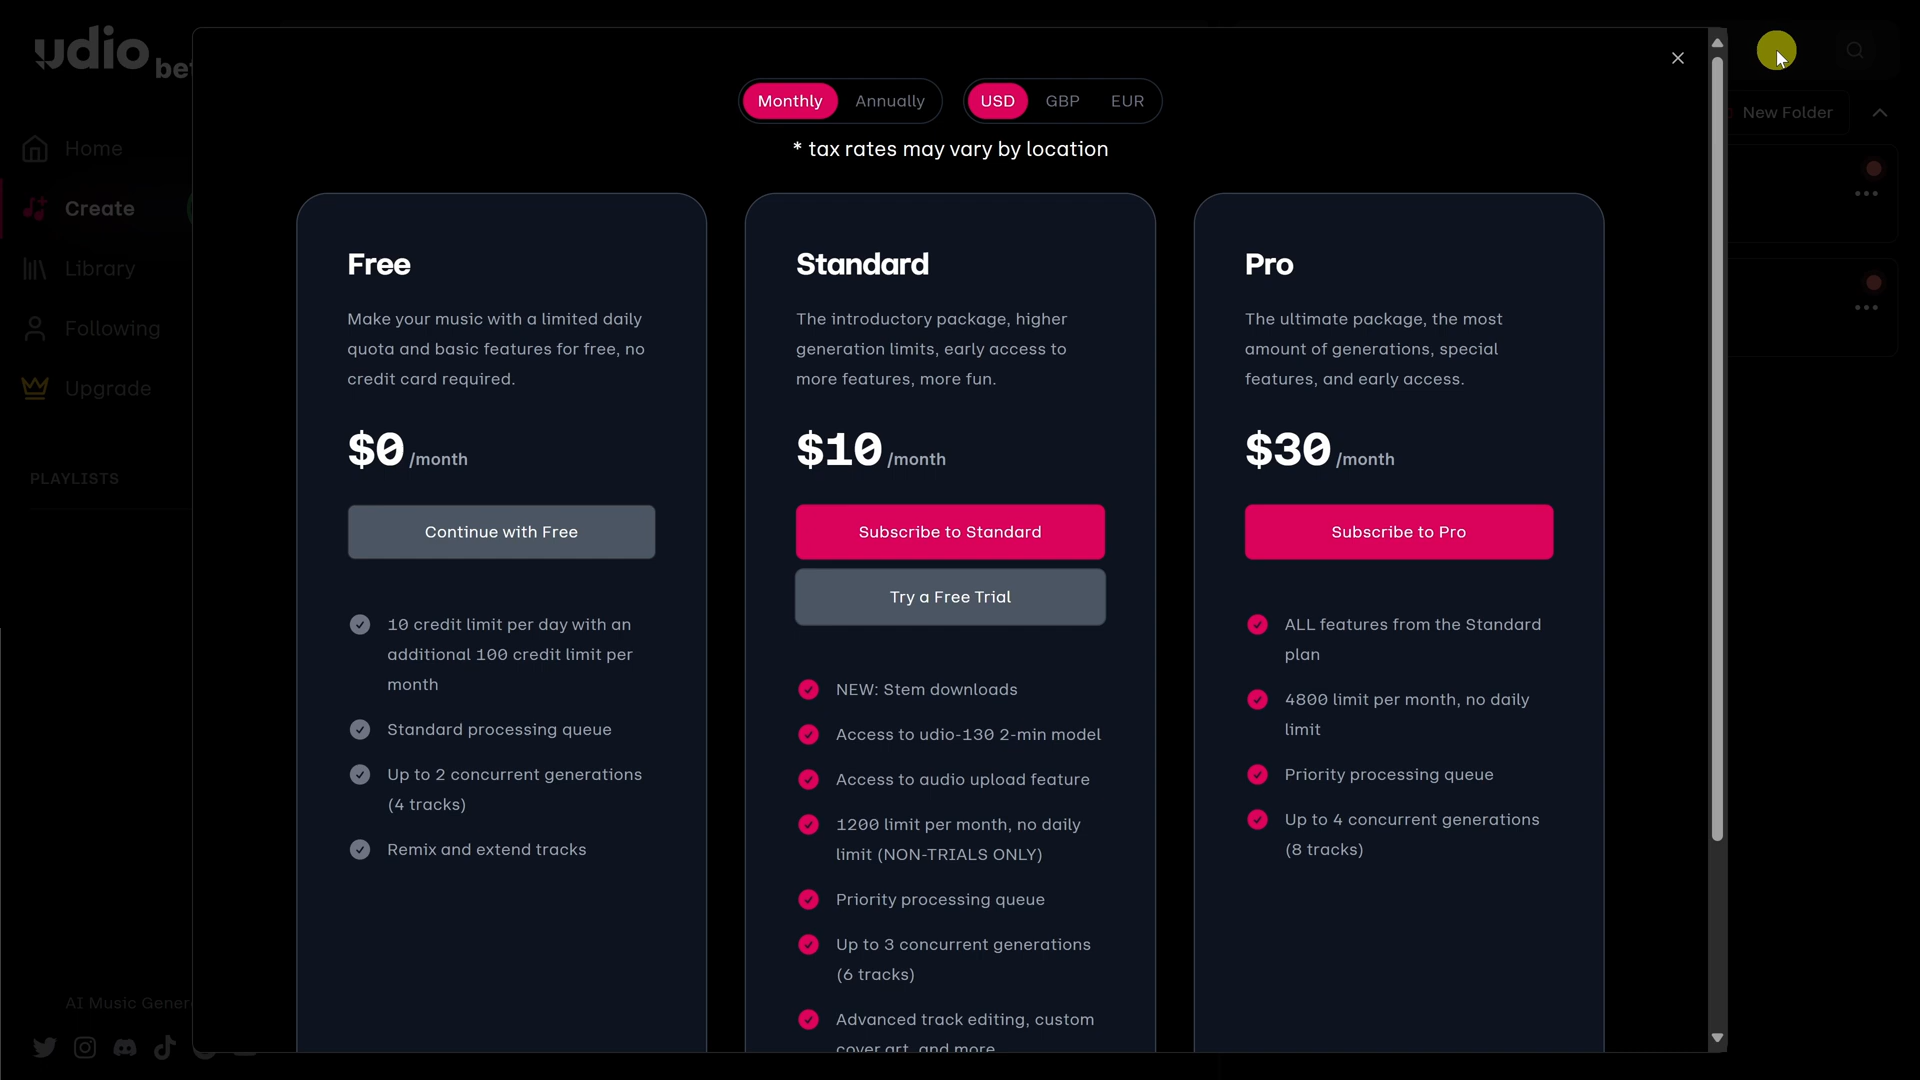 udio
Monthly Annually USD GBP EUR
* tax rates may vary by location
New Folder
Home
Create
Library
Following
Upgrade
PLAYLISTS
Free
Make your music with a limited daily
quota and basic features for free, no
credit card required.
$0 /month
Continue with Free
10 credit limit per day with an
additional 100 credit limit per
month
Standard processing queue
Up to 2 concurrent generations
(4 tracks)
Remix and extend tracks
Standard
The introductory package, higher
generation limits, early access to
more features, more fun.
$10 /month
Subscribe to Standard
Try a Free Trial
NEW: Stem downloads
Access to udio-130 2-min model
Access to audio upload feature
1200 limit per month, no daily
limit (NON-TRIALS ONLY)
Priority processing queue
Up to 3 concurrent generations
(6 tracks)
Advanced track editing, custom
cover art, and more
Pro
The ultimate package, the most
amount of generations, special
features, and early access.
$30 /month
Subscribe to Pro
ALL features from the Standard
plan
4800 limit per month, no daily
limit
Priority processing queue
Up to 4 concurrent generations
(8 tracks)
AI Music